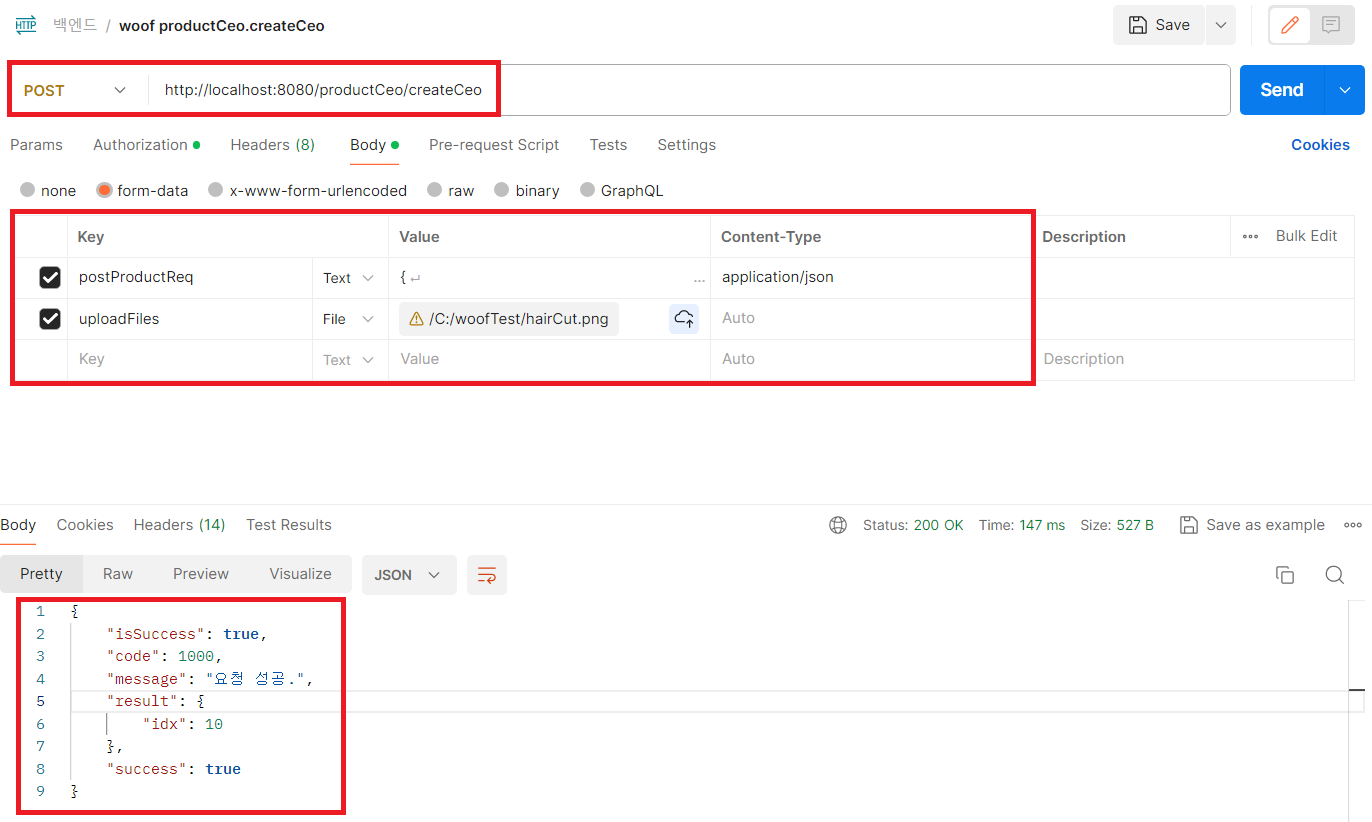 HTTP 백엔드 / woof productCeo.createCeo Save
POST http://localhost:8080/productCeo/createCeo Send
Params Authorization Headers (8) Body Pre-request Script Tests Settings Cookies
none form-data x-www-form-urlencoded raw binary GraphQL
Key Value Content-Type Description ••• Bulk Edit
postProductReq Text { ↵ ... application/json
uploadFiles File /C:/woofTest/hairCut.png Auto
Key Text Value Auto Description
Body Cookies Headers (14) Test Results Status: 200 OK Time: 147 ms Size: 527 B Save as example •••
Pretty Raw Preview Visualize JSON
1 {
2 "isSuccess": true,
3 "code": 1000,
4 "message": "요청 성공.",
5 "result": {
6 "idx": 10
7 },
8 "success": true
9 }